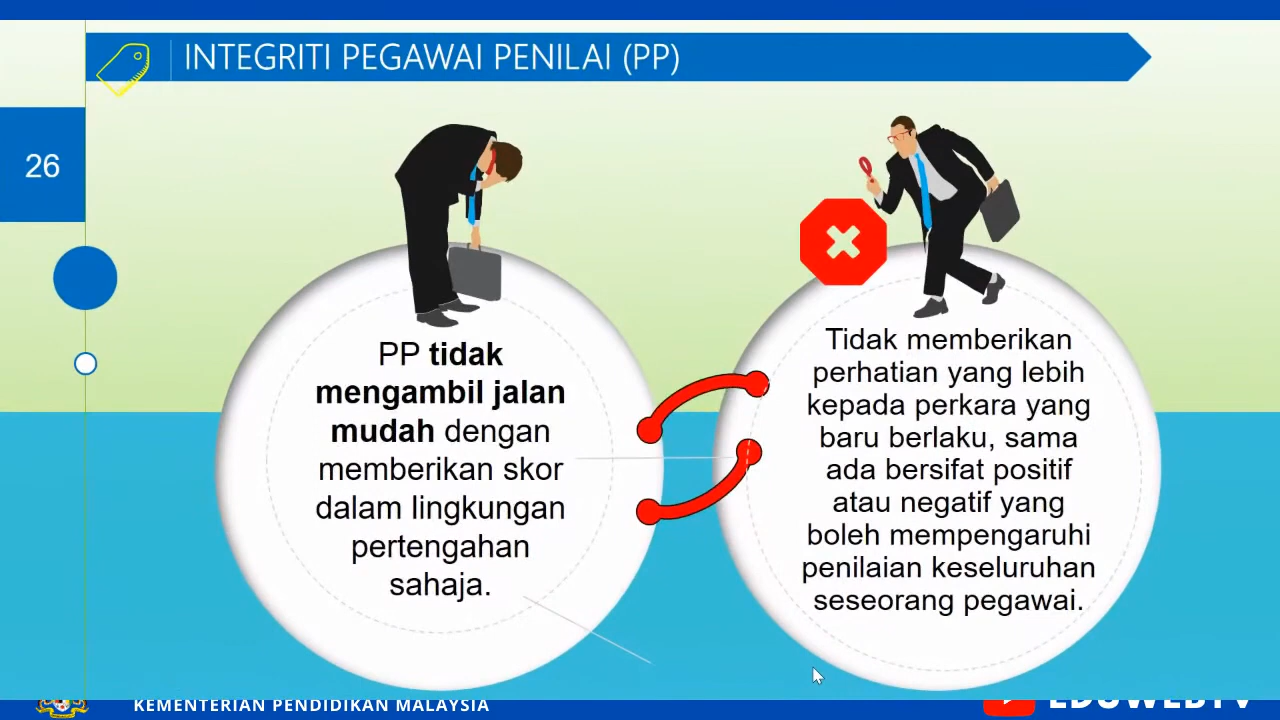 INTEGRITI PEGAWAI PENILAI (PP)
26
PP tidak
mengambil jalan
mudah dengan
memberikan skor
dalam lingkungan
pertengahan
sahaja.
Tidak memberikan
perhatian yang lebih
kepada perkara yang
baru berlaku, sama
ada bersifat positif
atau negatif yang
boleh mempengaruhi
penilaian keseluruhan
seseorang pegawai.
KEMENTERIAN PENDIDIKAN MALAYSIA
EDUWEBTV